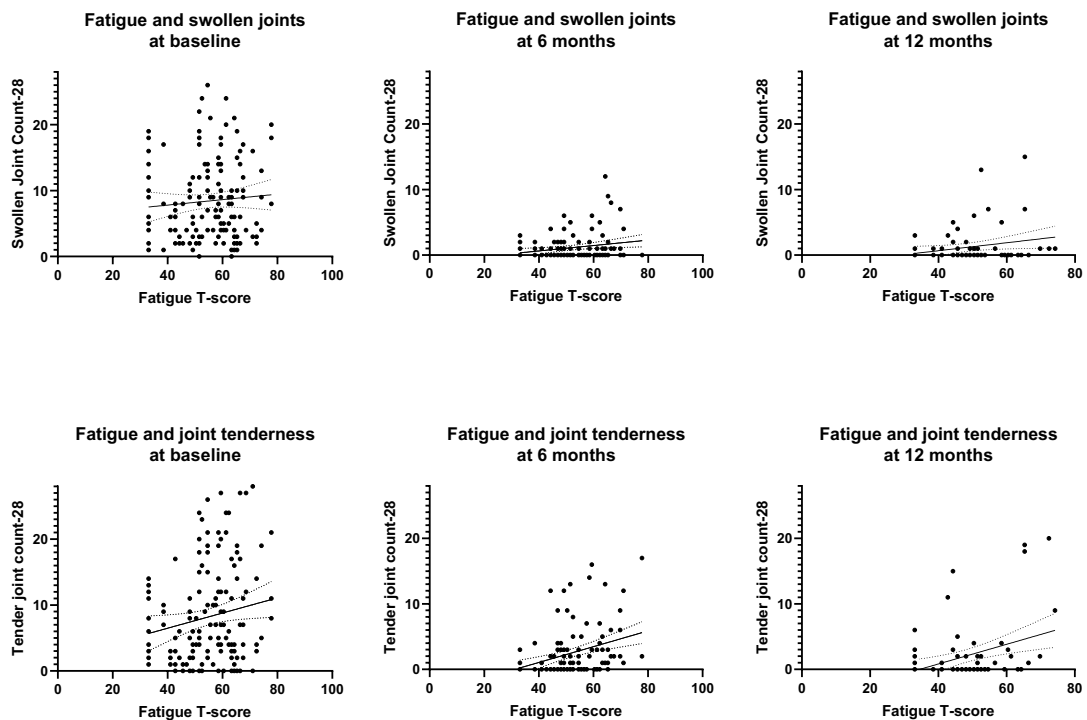 Fatigue and swollen joints
at baseline
Swollen Joint Count-28
20
10
0
0 20 40 60 80 100
Fatigue T-score
Fatigue and swollen joints
at 6 months
Swollen Joint Count-28
20
10
0
0 20 40 60 80 100
Fatigue T-score
Fatigue and swollen joints
at 12 months
Swollen Joint Count-28
20
10
0
0 20 40 60 80
Fatigue T-score
Fatigue and joint tenderness
at baseline
Tender joint count-28
20
10
0
0 20 40 60 80 100
Fatigue T-score
Fatigue and joint tenderness
at 6 months
Tender joint count-28
20
10
0
0 20 40 60 80 100
Fatigue T-score
Fatigue and joint tenderness
at 12 months
Tender joint count-28
20
10
0
0 20 40 60 80
Fatigue T-score